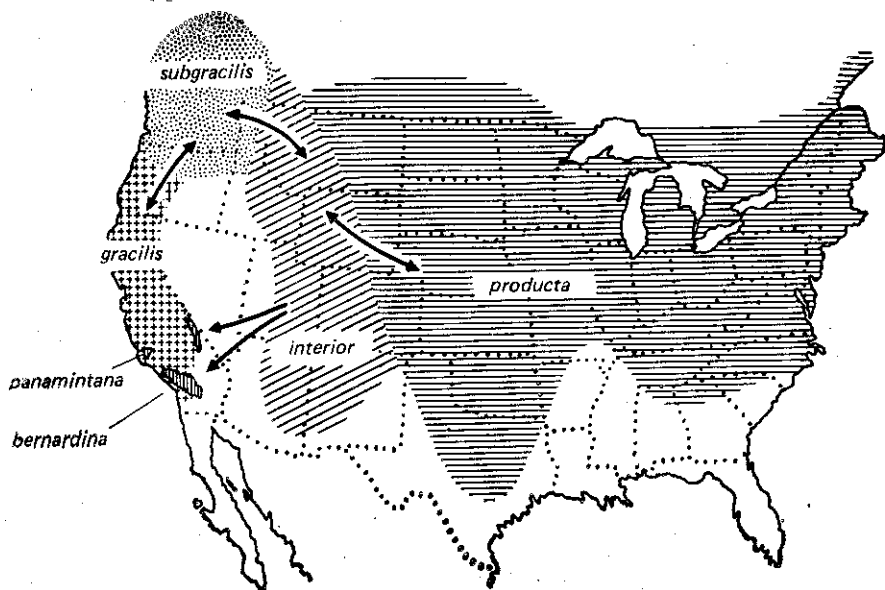 subgracilis
gracilis
producta
interior
panamintana
bernardina